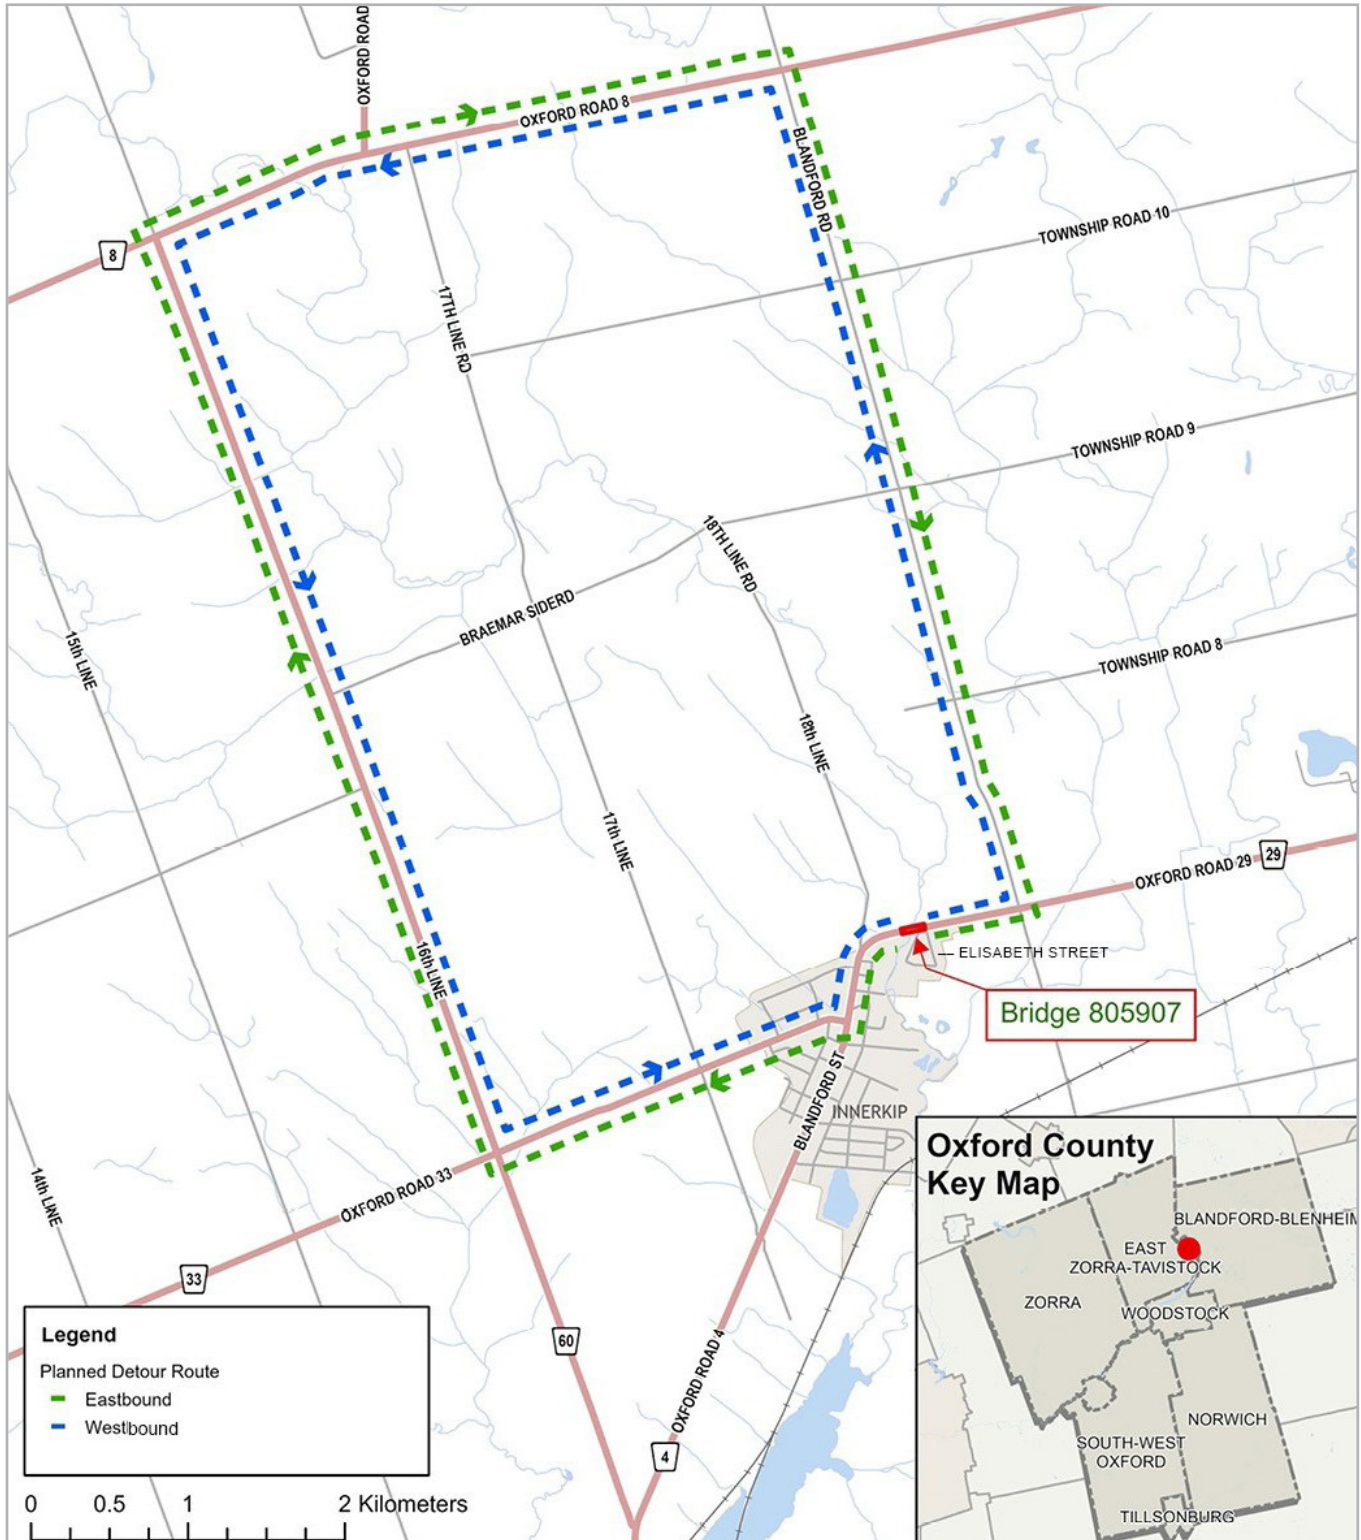 OXFORD ROAD
OXFORD ROAD 8
BLANDFORD RD
TOWNSHIP ROAD 10
8
17TH LINE RD
TOWNSHIP ROAD 9
18TH LINE RD
BRAEMAR SIDERD
15th LINE
TOWNSHIP ROAD 8
18th LINE
17th LINE
29
OXFORD ROAD 29
16th LINE
ELISABETH STREET
Bridge 805907
BLANDFORD ST
INNERKIP
14th LINE
OXFORD ROAD 33
33
60
OXFORD ROAD 4
4
Legend
Planned Detour Route
Eastbound
Westbound
0 0.5 1 2 Kilometers
Oxford County
Key Map
BLANDFORD-BLENHEIM
EAST
ZORRA-TAVISTOCK
ZORRA
WOODSTOCK
NORWICH
SOUTH-WEST
OXFORD
TILLSONBURG